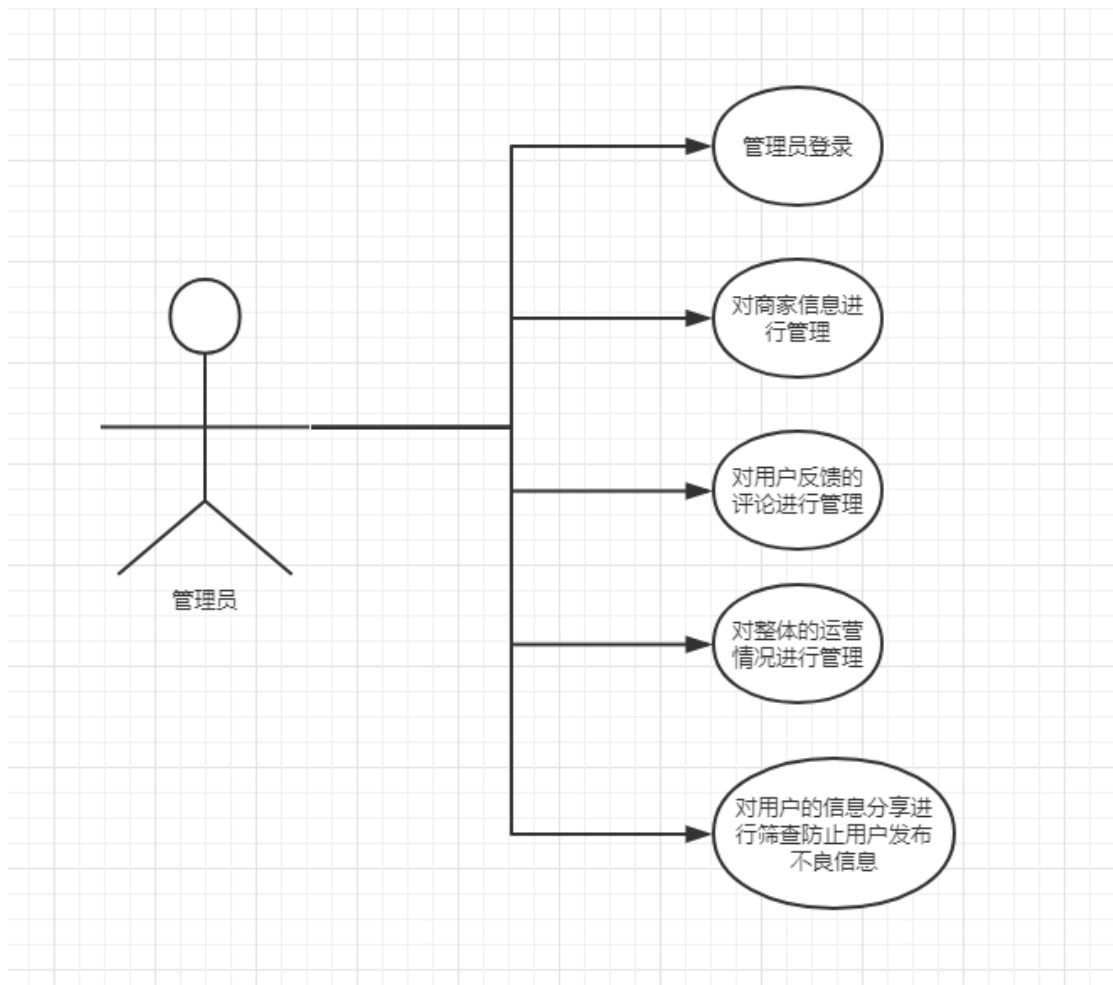 管理员登录
对商家信息进
行管理
对用户反馈的
评论进行管理
管理员
对整体的运营
情况进行管理
对用户的信息分享进
行筛查防止用户发布
不良信息